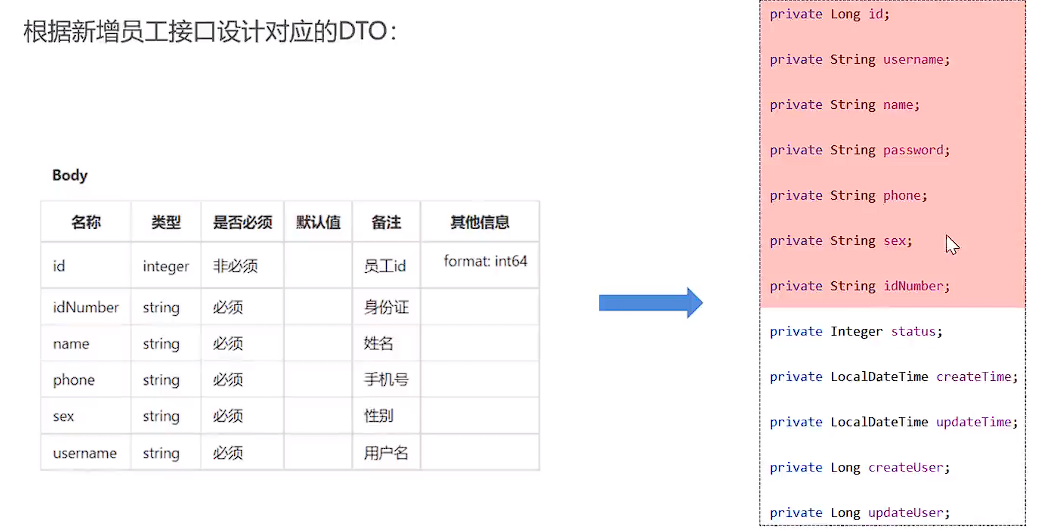 根据新增员工接口设计对应的DTO：
Body
名称 类型 是否必须 默认值 备注 其他信息
id integer 非必须 员工id format: int64
idNumber string 必须 身份证
name string 必须 姓名
phone string 必须 手机号
sex string 必须 性别
username string 必须 用户名
private Long id;
private String username;
private String name;
private String password;
private String phone;
private String sex;
private String idNumber;
private Integer status;
private LocalDateTime createTime;
private LocalDateTime updateTime;
private Long createUser;
private Long updateUser;